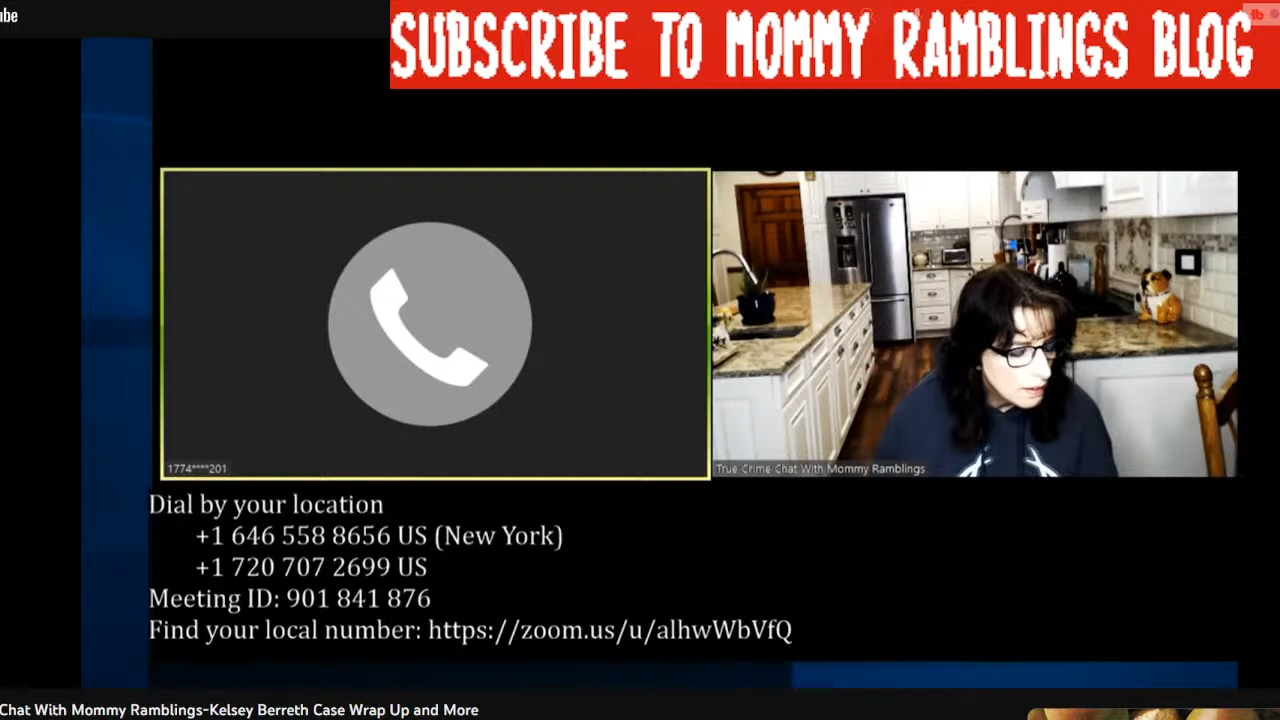 be
SUBSCRIBE TO MOMMY RAMBLINGS BLOG
1774****201
True Crime Chat With Mommy Ramblings
Dial by your location
+1 646 558 8656 US (New York)
+1 720 707 2699 US
Meeting ID: 901 841 876
Find your local number: https://zoom.us/u/alhwWbVfQ
Chat With Mommy Ramblings-Kelsey Berreth Case Wrap Up and More